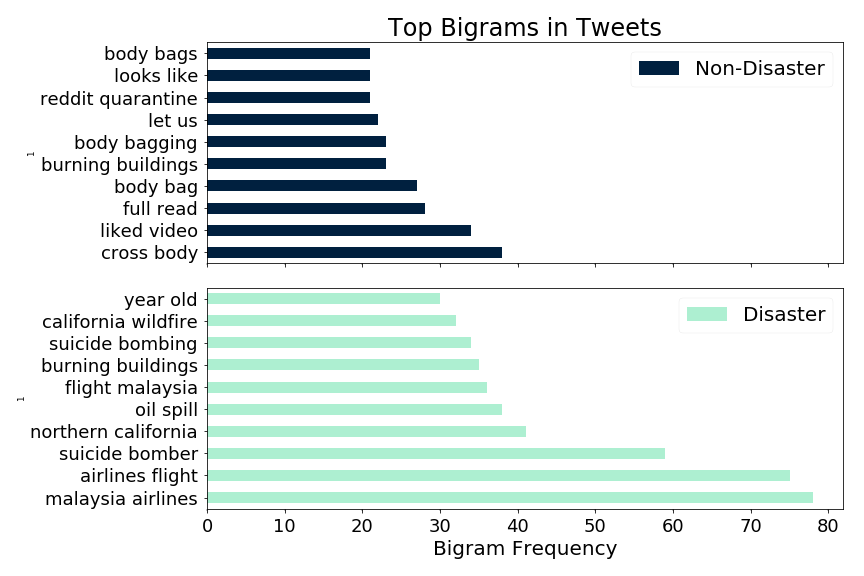 Top Bigrams in Tweets
body bags
looks like
reddit quarantine
let us
body bagging
burning buildings
body bag
full read
liked video
cross body
1
Non-Disaster
year old
california wildfire
suicide bombing
burning buildings
flight malaysia
oil spill
northern california
suicide bomber
airlines flight
malaysia airlines
1
Disaster
0 10 20 30 40 50 60 70 80
Bigram Frequency